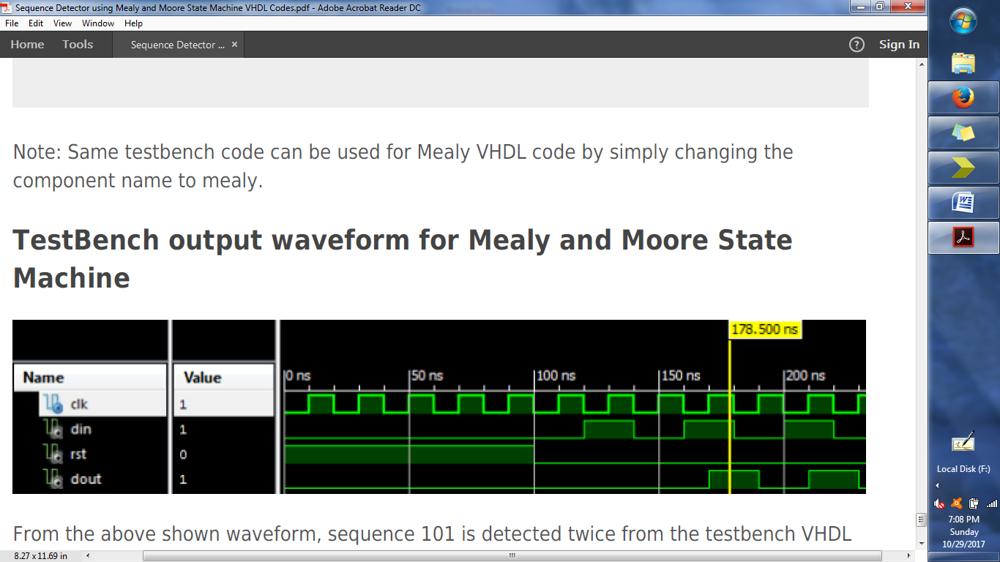 Sequence Detector using Mealy and Moore State Machine VHDL Codes.pdf - Adobe Acrobat Reader DC
File Edit View Window Help
Home Tools Sequence Detector ... × ? Sign In
Note: Same testbench code can be used for Mealy VHDL code by simply changing the
component name to mealy.
TestBench output waveform for Mealy and Moore State
Machine
178.500 ns
Name Value 0 ns 50 ns 100 ns 150 ns 200 ns
clk 1
din 1
rst 0
dout 1
From the above shown waveform, sequence 101 is detected twice from the testbench VHDL
8.27 x 11.69 in
Local Disk (F:)
7:08 PM
Sunday
10/29/2017